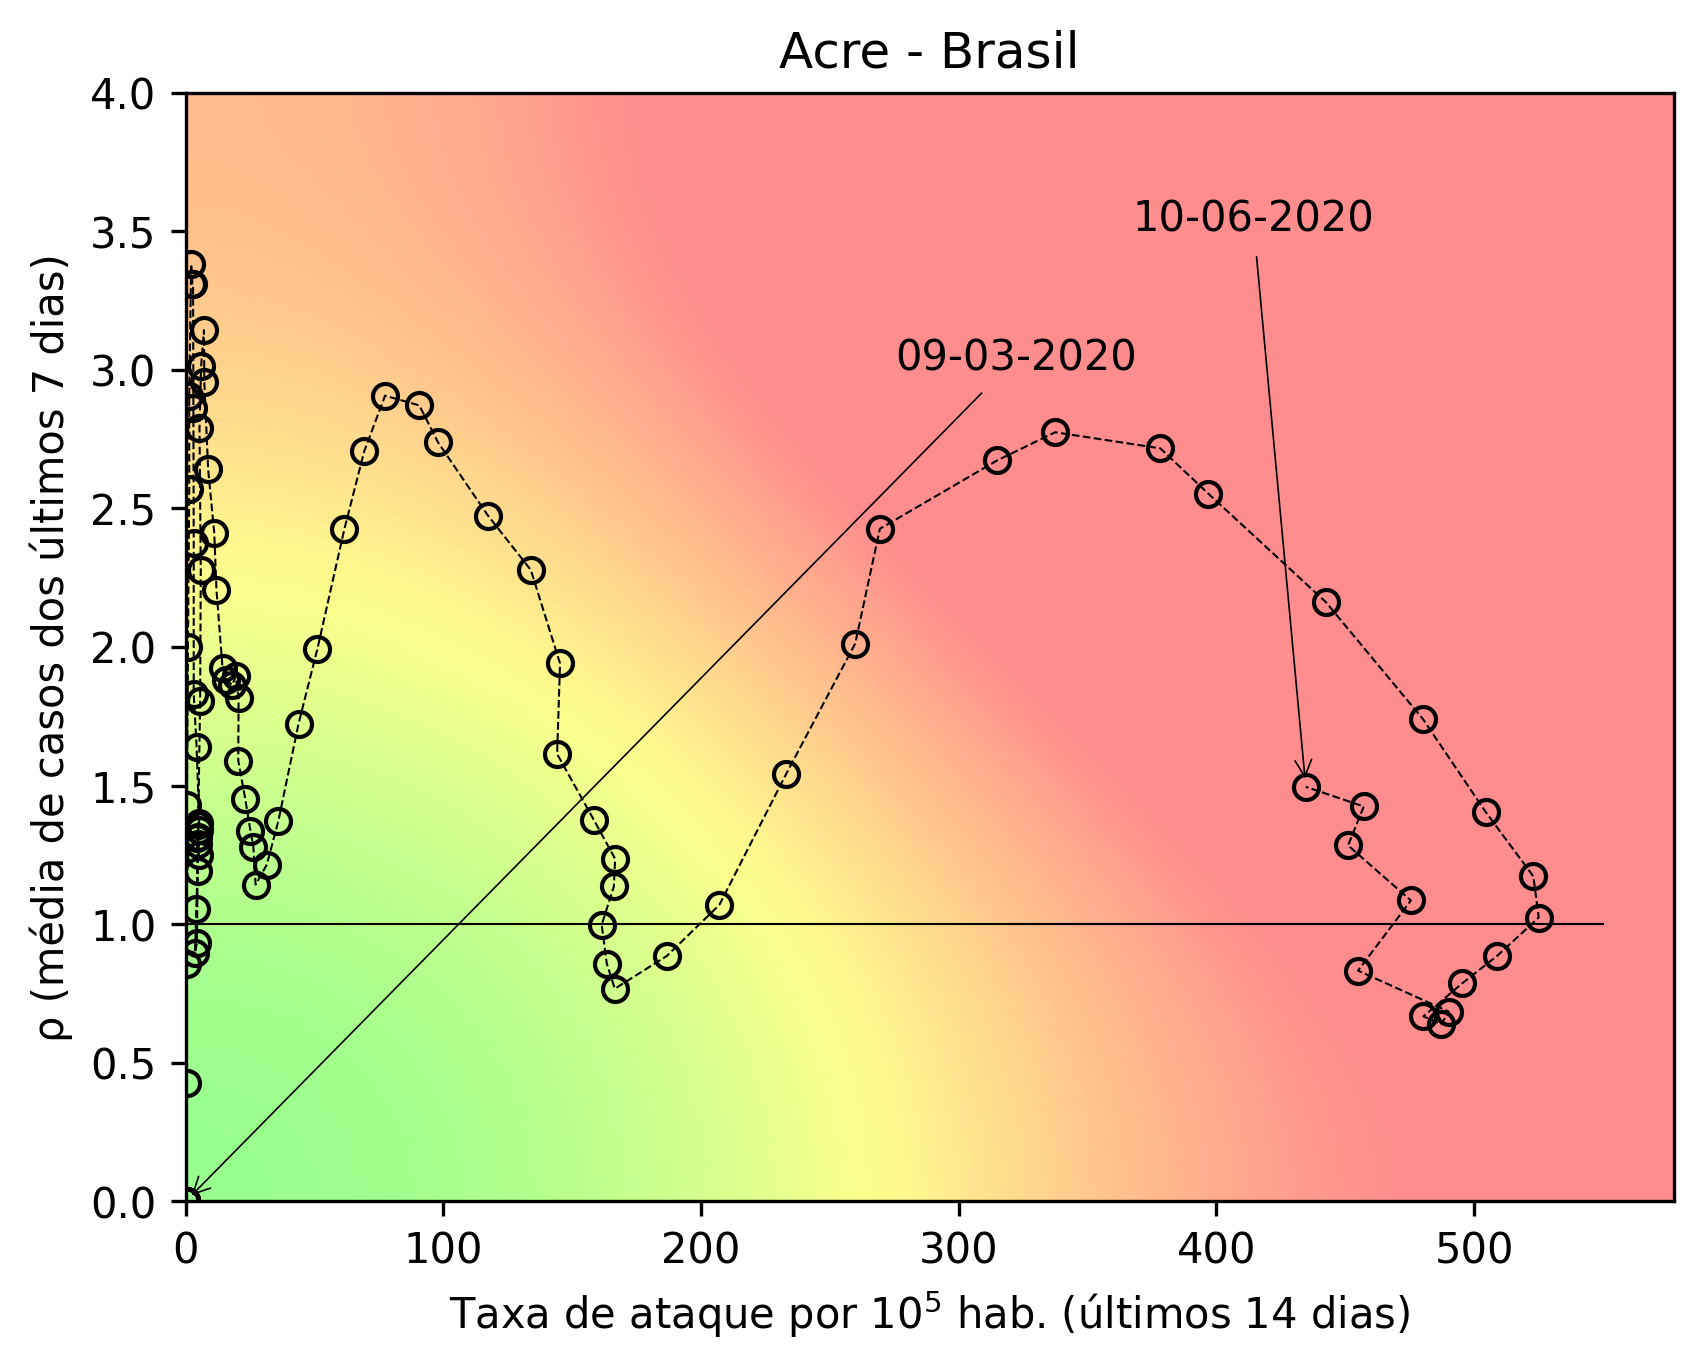 Acre - Brasil
4.0
3.5
3.0
2.5
2.0
1.5
1.0
0.5
0.0
ρ (média de casos dos últimos 7 dias)
10-06-2020
09-03-2020
0 100 200 300 400 500
Taxa de ataque por 10⁵ hab. (últimos 14 dias)